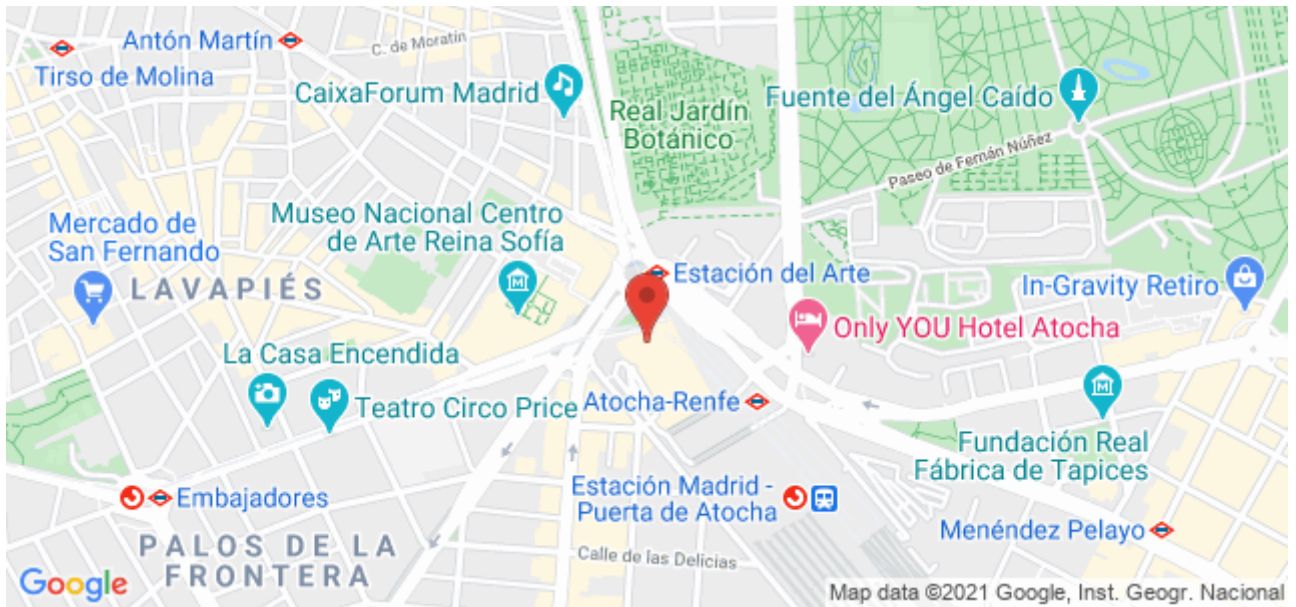 Antón Martín
C. de Moratín
Tirso de Molina
CaixaForum Madrid
Real Jardín
Botánico
Fuente del Ángel Caído
Paseo de Fernán Núñez
Mercado de
San Fernando
Museo Nacional Centro
de Arte Reina Sofía
LAVAPIÉS
Estación del Arte
In-Gravity Retiro
Only YOU Hotel Atocha
La Casa Encendida
Teatro Circo Price
Atocha-Renfe
Fundación Real
Fábrica de Tapices
Embajadores
Estación Madrid -
Puerta de Atocha
Menéndez Pelayo
PALOS DE LA
FRONTERA
Calle de las Delicias
Google
Map data ©2021 Google, Inst. Geogr. Nacional